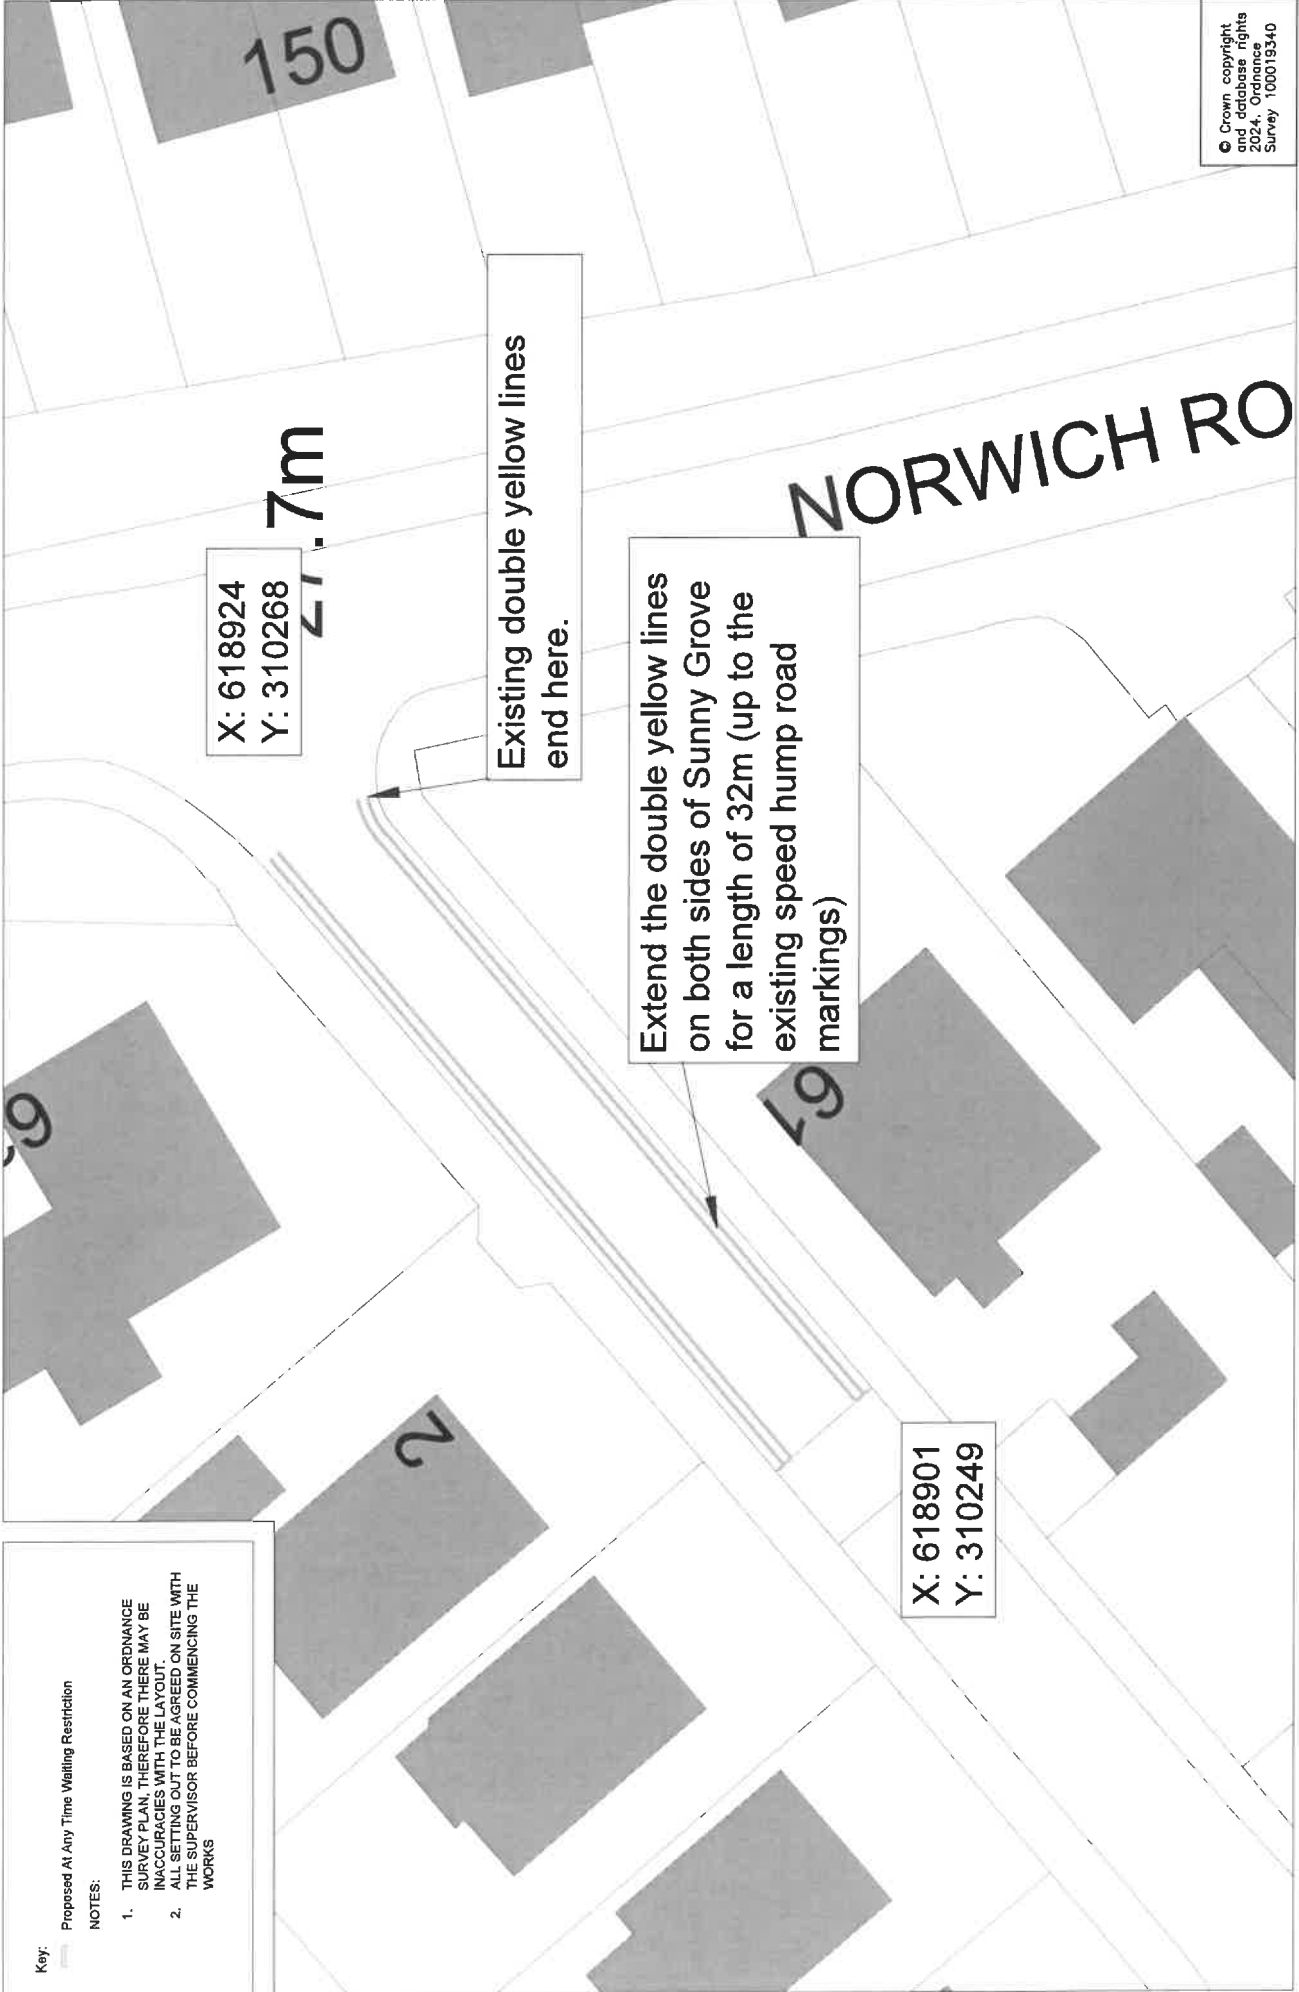 Key:
Proposed At Any Time Waiting Restriction
NOTES:
1. THIS DRAWING IS BASED ON AN ORDNANCE
SURVEY PLAN, THEREFORE THERE MAY BE
INACCURACIES WITH THE LAYOUT.
2. ALL SETTING OUT TO BE AGREED ON SITE WITH
THE SUPERVISOR BEFORE COMMENCING THE
WORKS
2
150
X: 618924
Y: 310268
.7m
Existing double yellow lines
end here.
Extend the double yellow lines
on both sides of Sunny Grove
for a length of 32m (up to the
existing speed hump road
markings)
NORWICH RO
61
X: 618901
Y: 310249
© Crown copyright
and database rights
2024. Ordnance
Survey 100019340